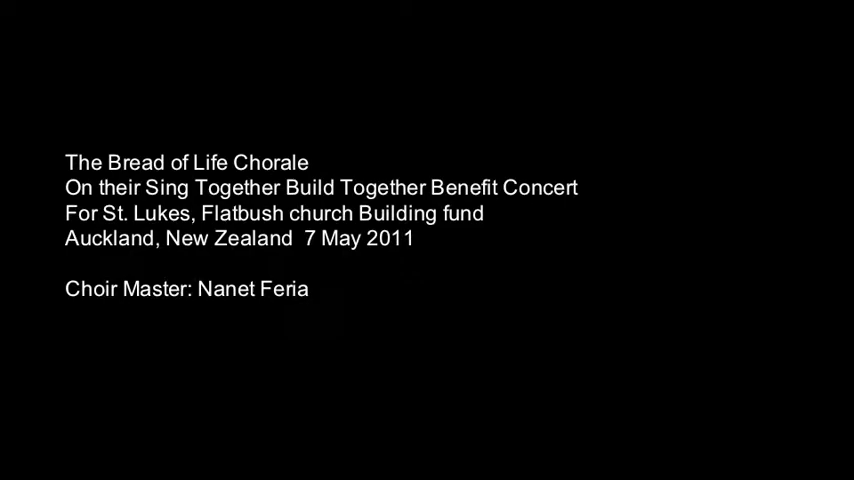 The Bread of Life Chorale
On their Sing Together Build Together Benefit Concert
For St. Lukes, Flatbush church Building fund
Auckland, New Zealand  7 May 2011
Choir Master: Nanet Feria